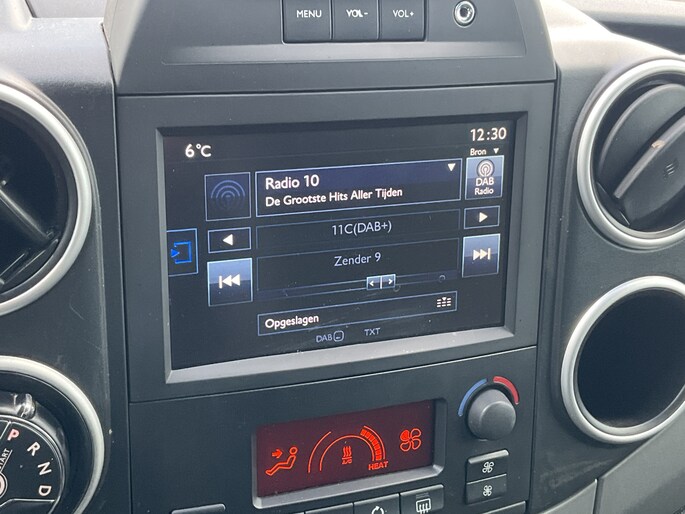 MENU VOL- VOL+
6°C
12:30
Bron
Radio 10
De Grootste Hits Aller Tijden
DAB
Radio
11C(DAB+)
Zender 9
Opgeslagen
DAB TXT
HEAT
START
P
R
N
D